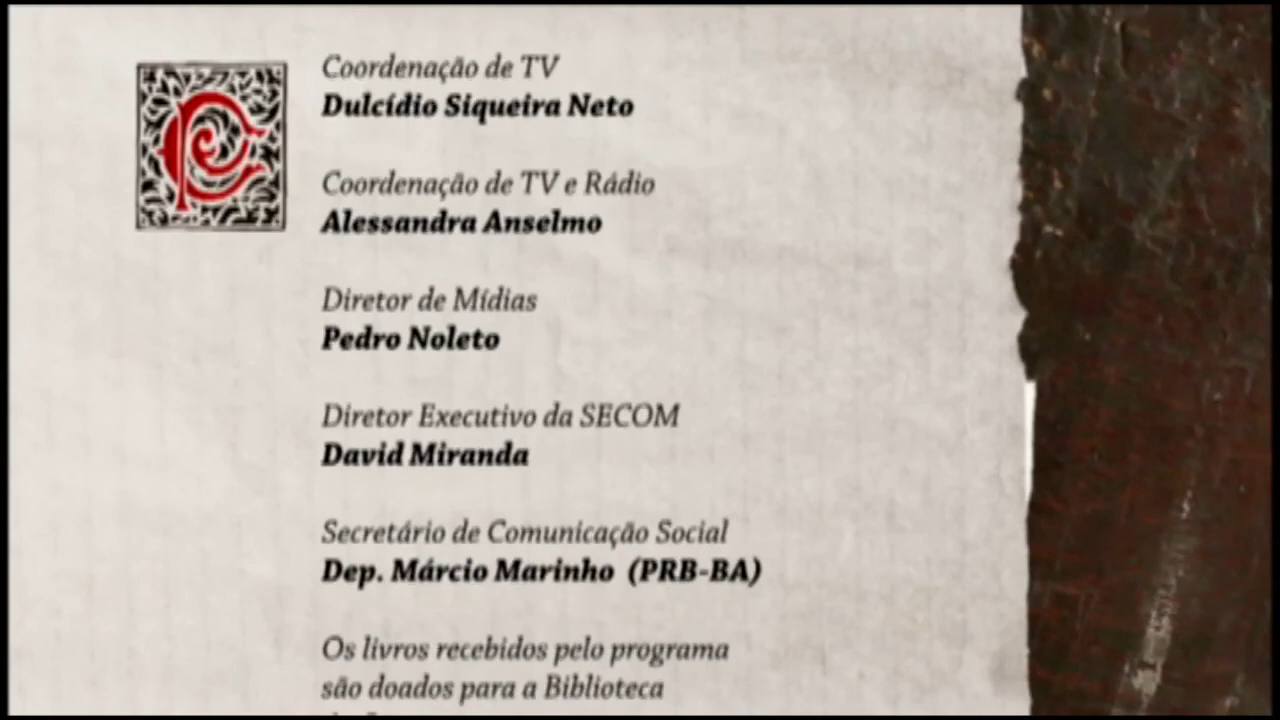 Coordenação de TV
Dulcídio Siqueira Neto
Coordenação de TV e Rádio
Alessandra Anselmo
Diretor de Mídias
Pedro Noleto
Diretor Executivo da SECOM
David Miranda
Secretário de Comunicação Social
Dep. Márcio Marinho (PRB-BA)
Os livros recebidos pelo programa
são doados para a Biblioteca